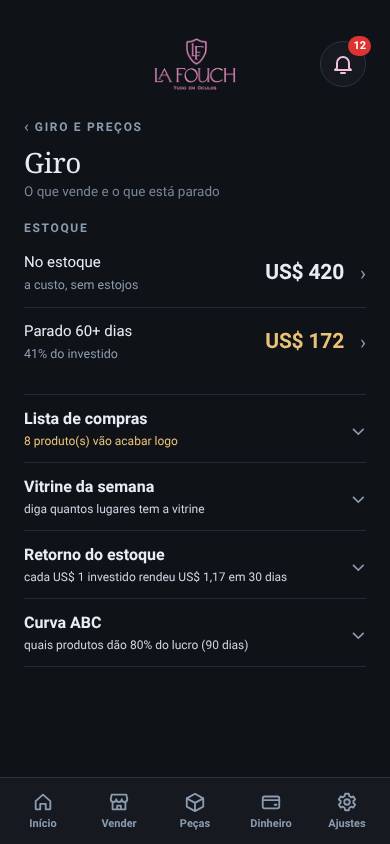 LF
LA FOUCH
Tudo em Óculos
12
‹ GIRO E PREÇOS
Giro
O que vende e o que está parado
ESTOQUE
No estoque
US$ 420 ›
a custo, sem estojos
Parado 60+ dias
US$ 172 ›
41% do investido
Lista de compras
8 produto(s) vão acabar logo
Vitrine da semana
diga quantos lugares tem a vitrine
Retorno do estoque
cada US$ 1 investido rendeu US$ 1,17 em 30 dias
Curva ABC
quais produtos dão 80% do lucro (90 dias)
Início Vender Peças Dinheiro Ajustes